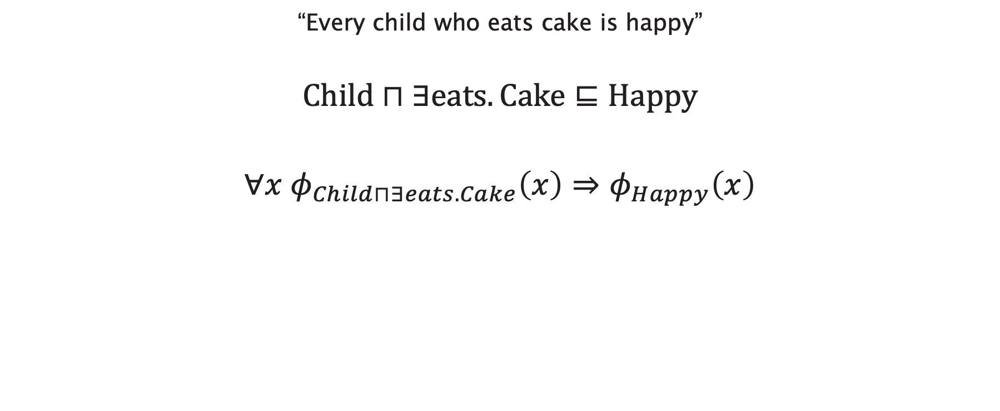 “Every child who eats cake is happy”
Child ⊓ ∃eats. Cake ⊑ Happy
∀x ϕ_{Child⊓∃eats.Cake}(x) ⇒ ϕ_{Happy}(x)